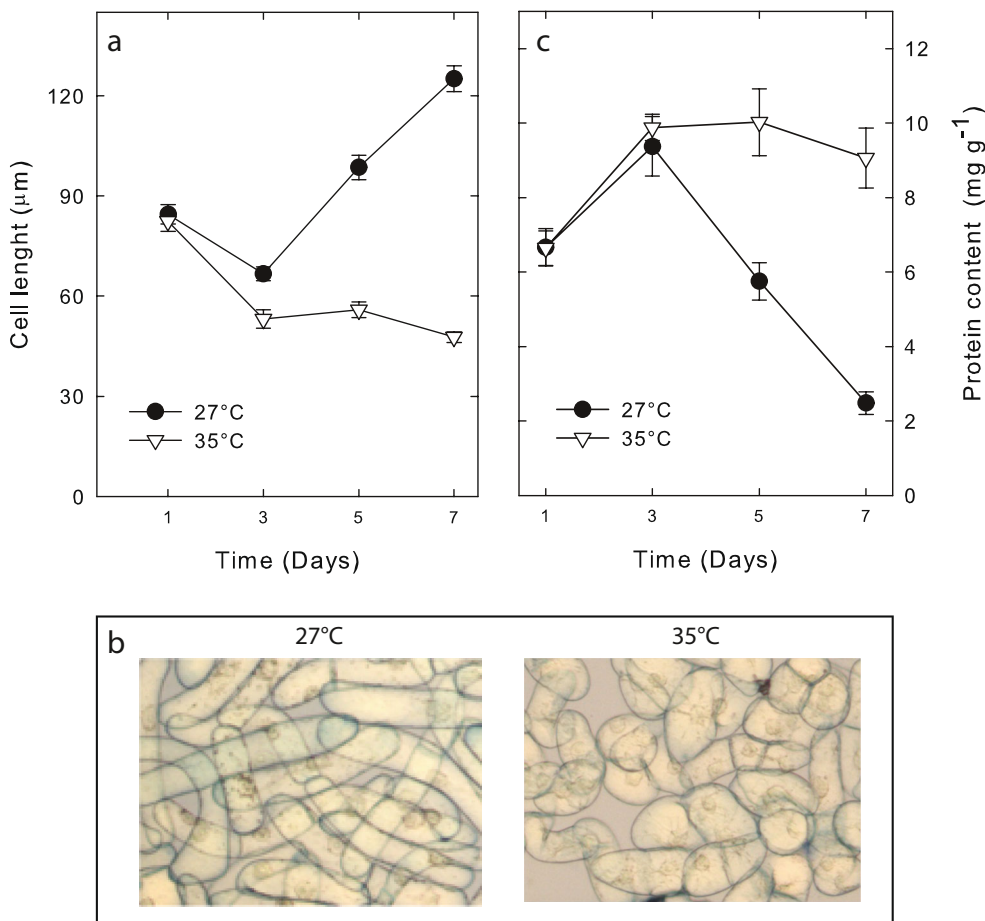 a
120
90
60
30
0
Cell lenght (μm)
27°C
35°C
1 3 5 7
Time (Days)
c
12
10
8
6
4
2
0
Protein content (mg g⁻¹)
27°C
35°C
1 3 5 7
Time (Days)
b
27°C
35°C